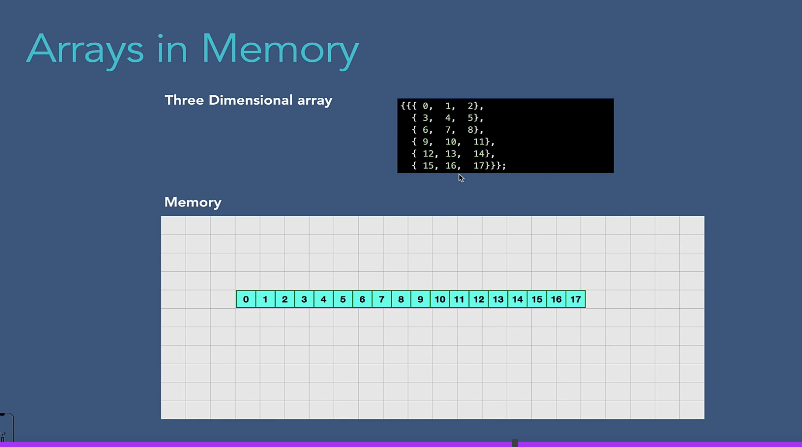 Arrays in Memory
Three Dimensional array
{{{ 0, 1, 2},
{ 3, 4, 5},
{ 6, 7, 8},
{ 9, 10, 11},
{ 12, 13, 14},
{ 15, 16, 17}}};
Memory
0 1 2 3 4 5 6 7 8 9 10 11 12 13 14 15 16 17